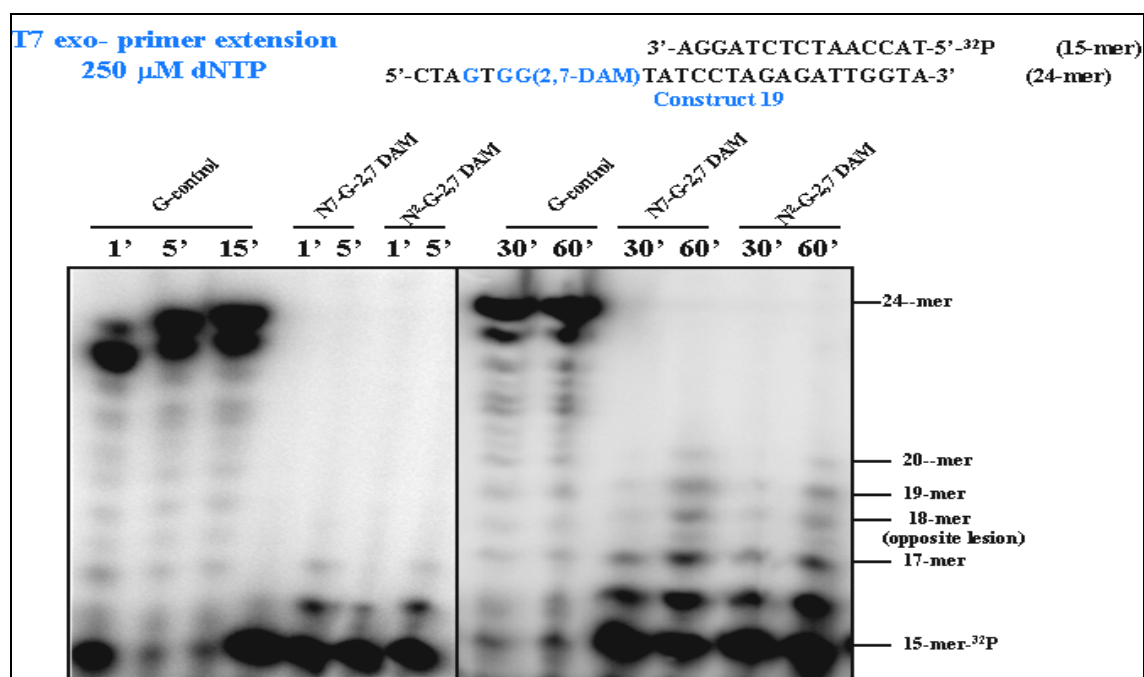 T7 exo- primer extension
250 µM dNTP
3'-AGGATCTCTAACCAT-5'-³²P (15-mer)
5'-CTAGTGG(2,7-DAM)TATCCTAGAGATTGGTA-3' (24-mer)
Construct 19
G-control N7-G-2,7 DAM N²-G-2,7 DAM G-control N7-G-2,7 DAM N²-G-2,7 DAM
1' 5' 15' 1' 5' 1' 5' 30' 60' 30' 60' 30' 60'
24--mer
20--mer
19-mer
18-mer
(opposite lesion)
17-mer
15-mer-³²P